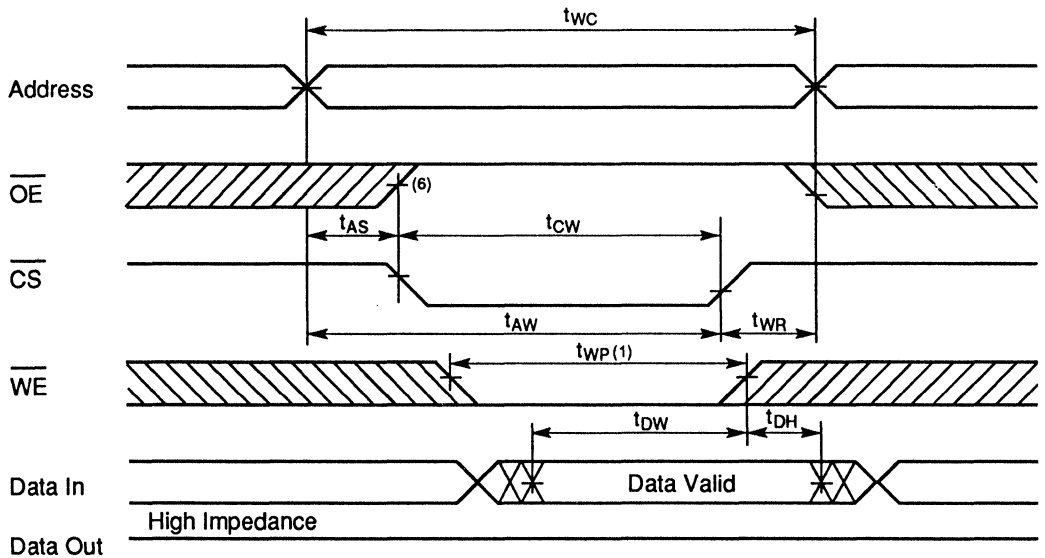 tWC
Address
OE
(6)
tAS
tCW
CS
tAW
tWR
tWP (1)
WE
tDW
tDH
Data In
Data Valid
High Impedance
Data Out